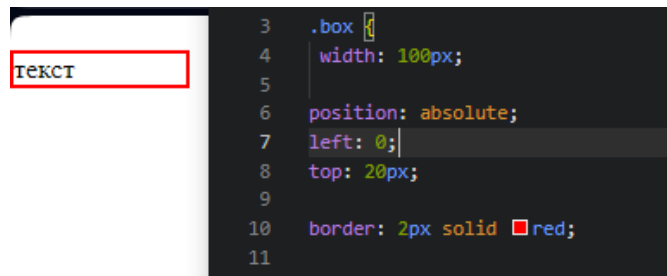 текст
3 .box {
4 width: 100px;
5
6 position: absolute;
7 left: 0;
8 top: 20px;
9
10 border: 2px solid red;
11